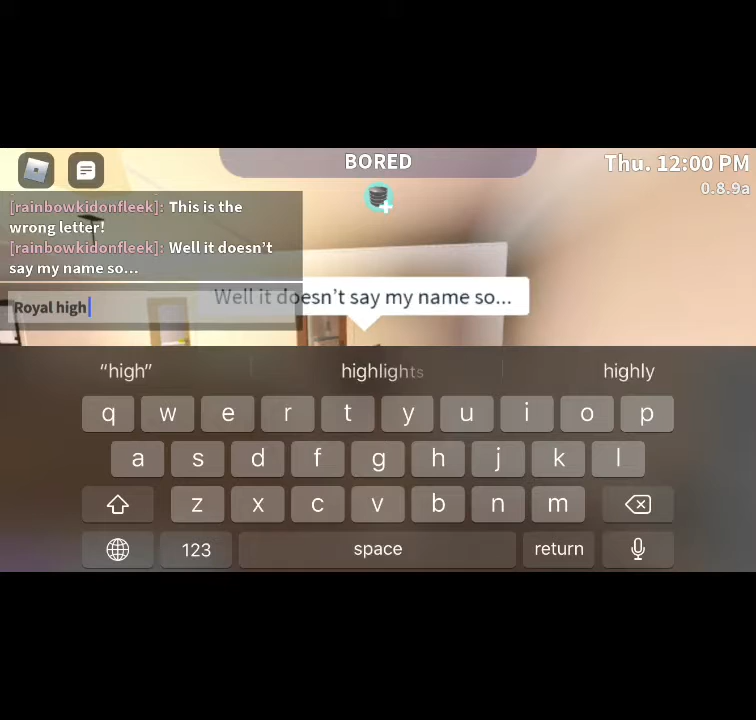 BORED
Thu. 12:00 PM
0.8.9a
[rainbowkidonfleek]: This is the
wrong letter!
[rainbowkidonfleek]: Well it doesn't
say my name so...
Well it doesn't say my name so...
Royal high
“high” highlights highly
q w e r t y u i o p
a s d f g h j k l
z x c v b n m
123 space return